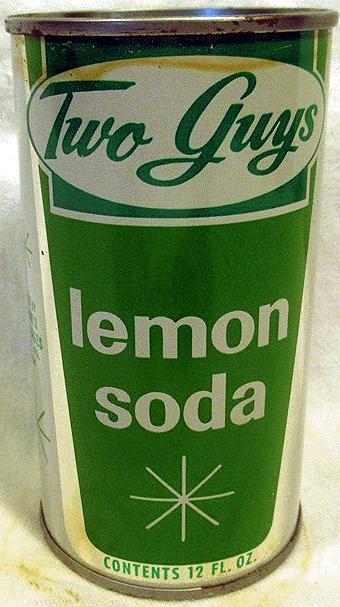 Two Guys
lemon
soda
CONTENTS 12 FL. OZ.